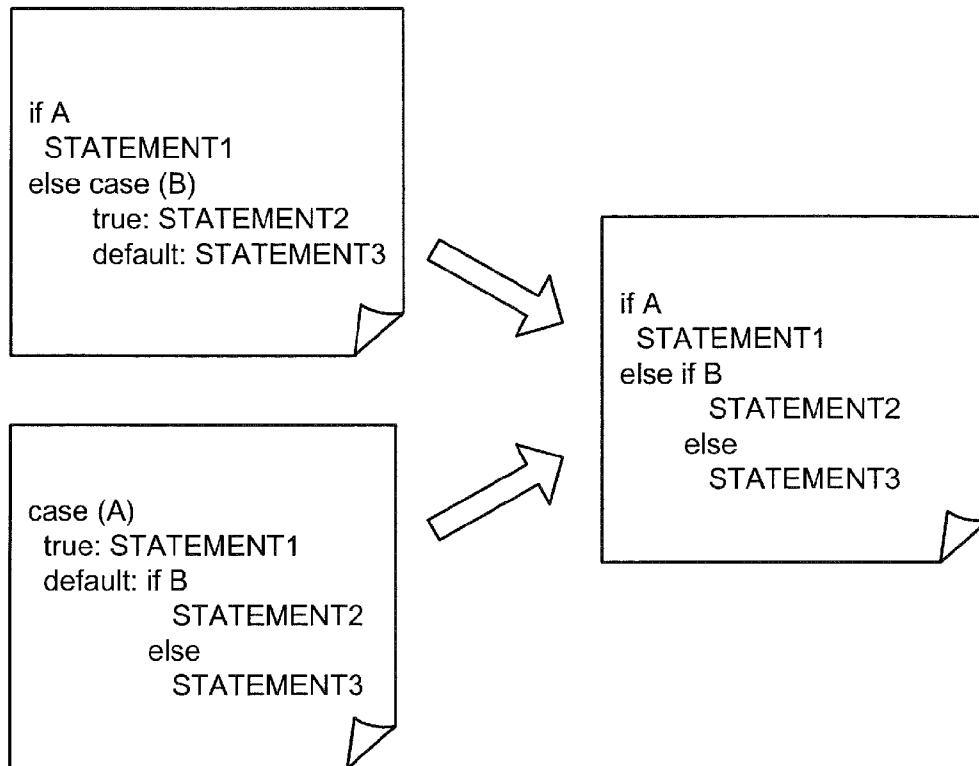 if A
STATEMENT1
else case (B)
true: STATEMENT2
default: STATEMENT3
case (A)
true: STATEMENT1
default: if B
STATEMENT2
else
STATEMENT3
if A
STATEMENT1
else if B
STATEMENT2
else
STATEMENT3